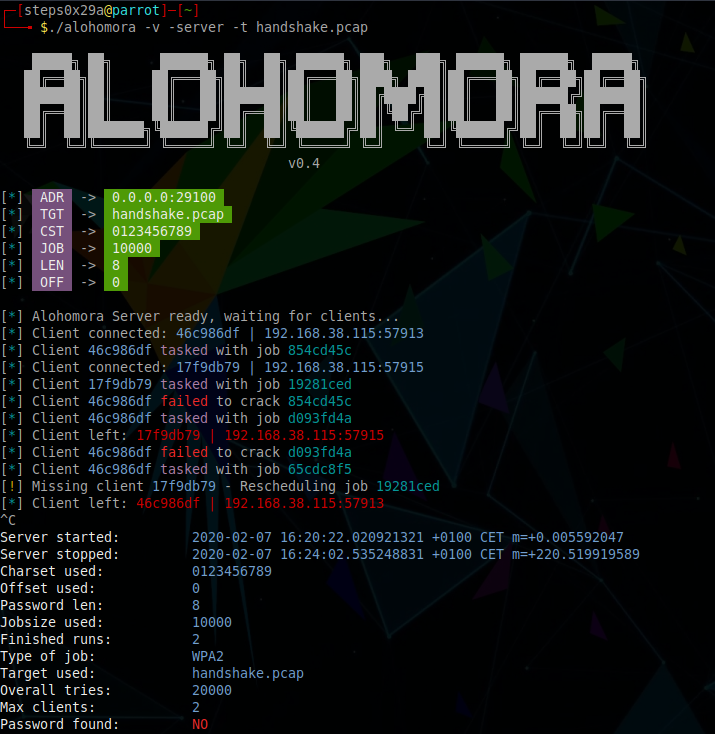 [steps0x29a@parrot]─[~]
$./alohomora -v -server -t handshake.pcap
ALOHOMORA
v0.4
[*] ADR -> 0.0.0.0:29100
[*] TGT -> handshake.pcap
[*] CST -> 0123456789
[*] JOB -> 10000
[*] LEN -> 8
[*] OFF -> 0
[*] Alohomora Server ready, waiting for clients...
[*] Client connected: 46c986df | 192.168.38.115:57913
[*] Client 46c986df tasked with job 854cd45c
[*] Client connected: 17f9db79 | 192.168.38.115:57915
[*] Client 17f9db79 tasked with job 19281ced
[*] Client 46c986df failed to crack 854cd45c
[*] Client 46c986df tasked with job d093fd4a
[*] Client left: 17f9db79 | 192.168.38.115:57915
[*] Client 46c986df failed to crack d093fd4a
[*] Client 46c986df tasked with job 65cdc8f5
[!] Missing client 17f9db79 - Rescheduling job 19281ced
[*] Client left: 46c986df | 192.168.38.115:57913
^C
Server started: 2020-02-07 16:20:22.020921321 +0100 CET m=+0.005592047
Server stopped: 2020-02-07 16:24:02.535248831 +0100 CET m=+220.519919589
Charset used: 0123456789
Offset used: 0
Password len: 8
Jobsize used: 10000
Finished runs: 2
Type of job: WPA2
Target used: handshake.pcap
Overall tries: 20000
Max clients: 2
Password found: NO